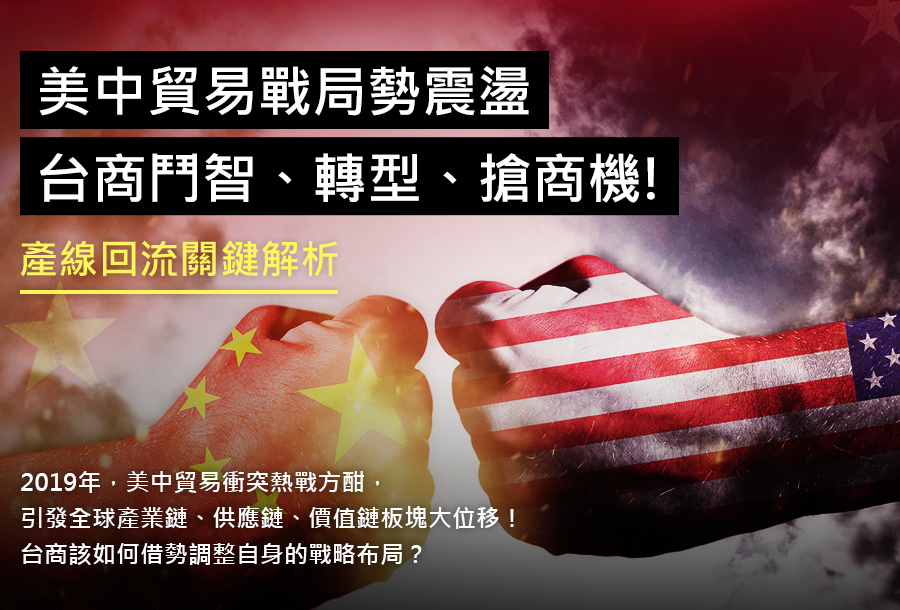 美中貿易戰局勢震盪
台商鬥智、轉型、搶商機!
產線回流關鍵解析
2019年，美中貿易衝突熱戰方酣，
引發全球產業鏈、供應鏈、價值鏈板塊大位移！
台商該如何借勢調整自身的戰略布局？